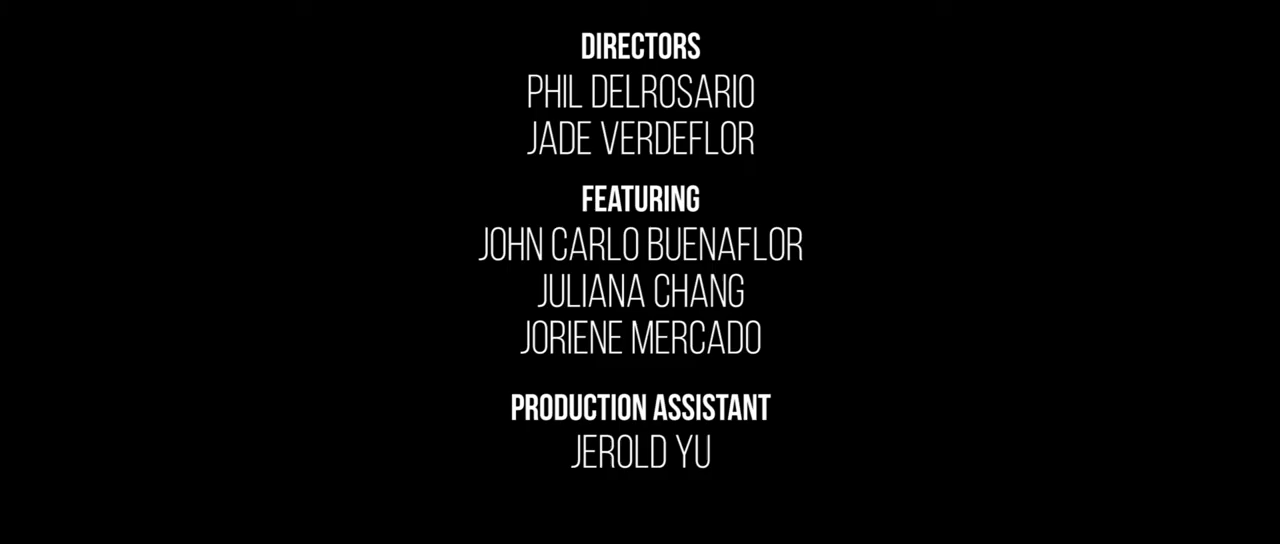 DIRECTORS
PHIL DELROSARIO
JADE VERDEFLOR
FEATURING
JOHN CARLO BUENAFLOR
JULIANA CHANG
JORIENE MERCADO
PRODUCTION ASSISTANT
JEROLD YU